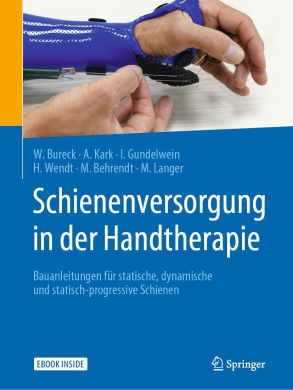 W. Bureck · A. Kark · I. Gundelwein
H. Wendt · M. Behrendt · M. Langer
Schienenversorgung
in der Handtherapie
Bauanleitungen für statische, dynamische
und statisch-progressive Schienen
EBOOK INSIDE
Springer